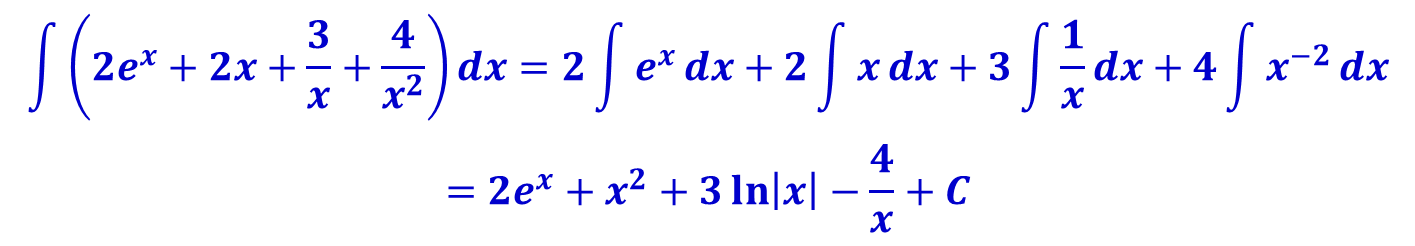 ∫ (2eˣ + 2x + 3/x + 4/x²) dx = 2 ∫ eˣ dx + 2 ∫ x dx + 3 ∫ 1/x dx + 4 ∫ x⁻² dx
= 2eˣ + x² + 3 ln|x| − 4/x + C